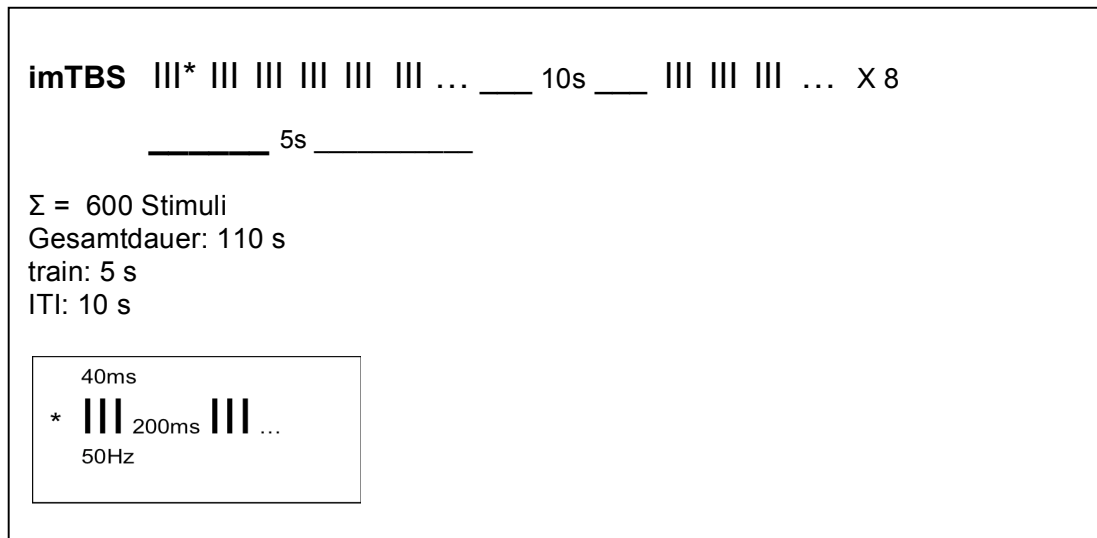 imTBS III* III III III III III ... ___ 10s ___ III III III ... X 8
_______ 5s ___________
Σ = 600 Stimuli
Gesamtdauer: 110 s
train: 5 s
ITI: 10 s
40ms
* III 200ms III ...
50Hz